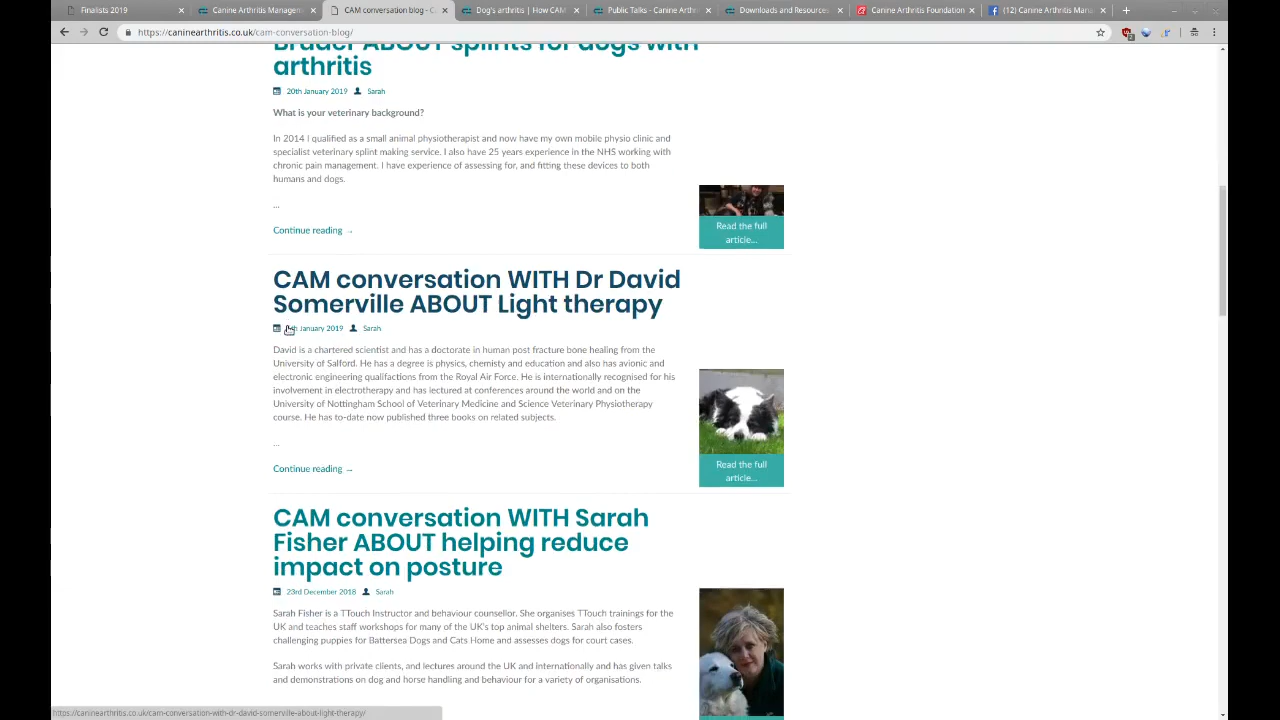 Finalists 2019
Canine Arthritis Managem
CAM conversation blog - C
Dog's arthritis | How CAM
Public Talks - Canine Arthr
Downloads and Resources
Canine Arthritis Foundation
(12) Canine Arthritis Mana
https://caninearthritis.co.uk/cam-conversation-blog/
Bruder ABOUT splints for dogs with
arthritis
20th January 2019 Sarah
What is your veterinary background?
In 2014 I qualified as a small animal physiotherapist and now have my own mobile physio clinic and
specialist veterinary splint making service. I also have 25 years experience in the NHS working with
chronic pain management. I have experience of assessing for, and fitting these devices to both
humans and dogs.
...
Continue reading →
Read the full
article...
CAM conversation WITH Dr David
Somerville ABOUT Light therapy
January 2019 Sarah
David is a chartered scientist and has a doctorate in human post fracture bone healing from the
University of Salford. He has a degree is physics, chemisty and education and also has avionic and
electronic engineering qualifactions from the Royal Air Force. He is internationally recognised for his
involvement in electrotherapy and has lectured at conferences around the world and on the
University of Nottingham School of Veterinary Medicine and Science Veterinary Physiotherapy
course. He has to-date now published three books on related subjects.
...
Continue reading →
Read the full
article...
CAM conversation WITH Sarah
Fisher ABOUT helping reduce
impact on posture
23rd December 2018 Sarah
Sarah Fisher is a TTouch Instructor and behaviour counsellor. She organises TTouch trainings for the
UK and teaches staff workshops for many of the UK's top animal shelters. Sarah also fosters
challenging puppies for Battersea Dogs and Cats Home and assesses dogs for court cases.
Sarah works with private clients, and lectures around the UK and internationally and has given talks
and demonstrations on dog and horse handling and behaviour for a variety of organisations.
https://caninearthritis.co.uk/cam-conversation-with-dr-david-somerville-about-light-therapy/